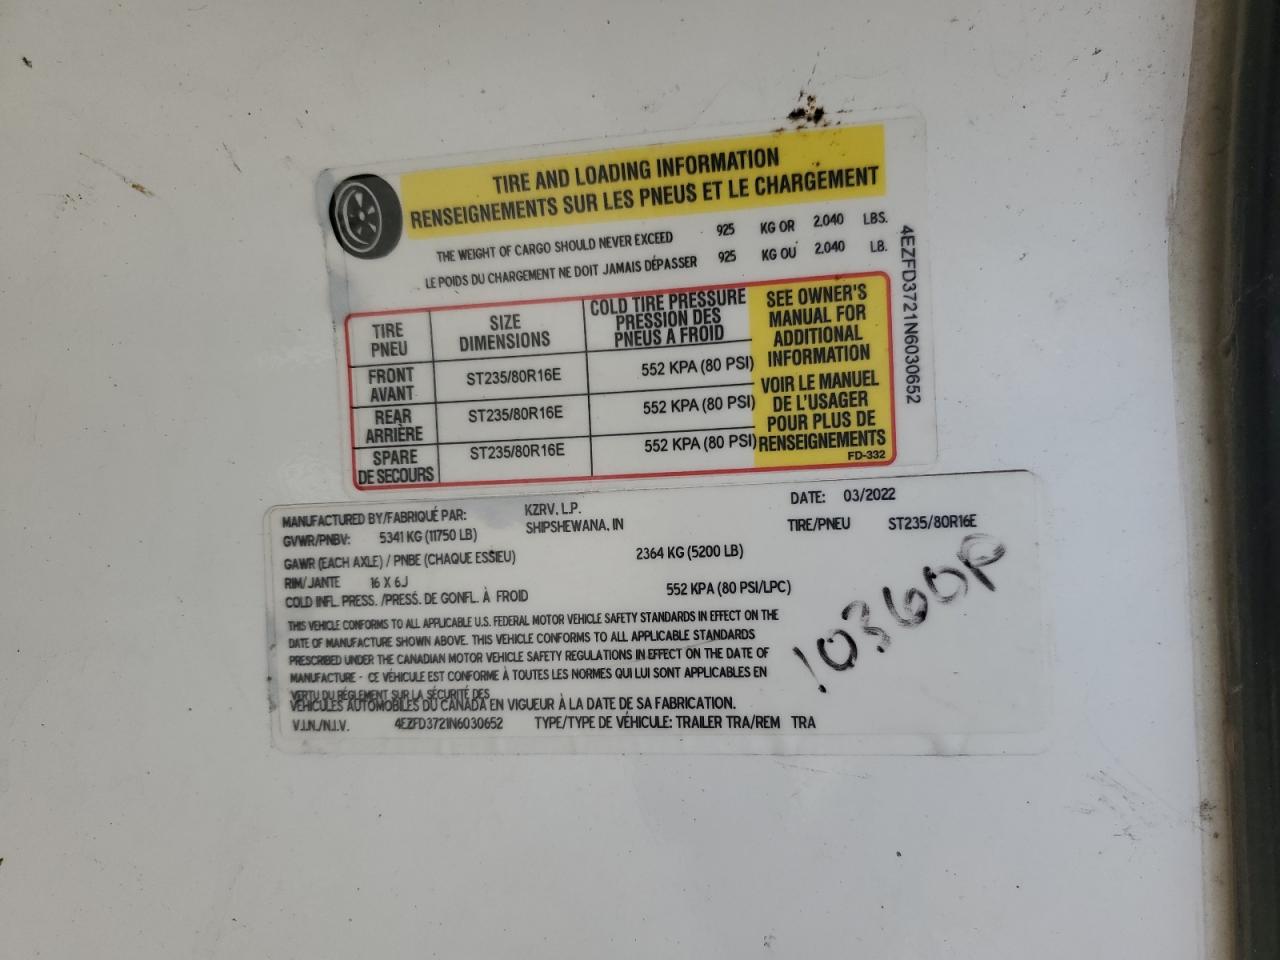 TIRE AND LOADING INFORMATION
RENSEIGNEMENTS SUR LES PNEUS ET LE CHARGEMENT
THE WEIGHT OF CARGO SHOULD NEVER EXCEED 925 KG OR 2.040 LBS.
LE POIDS DU CHARGEMENT NE DOIT JAMAIS DÉPASSER 925 KG OU 2.040 LB.
TIRE SIZE COLD TIRE PRESSURE
PNEU DIMENSIONS PRESSION DES
PNEUS A FROID
FRONT ST235/80R16E 552 KPA (80 PSI)
AVANT
REAR ST235/80R16E 552 KPA (80 PSI)
ARRIÈRE
SPARE ST235/80R16E 552 KPA (80 PSI)
DE SECOURS
SEE OWNER'S
MANUAL FOR
ADDITIONAL
INFORMATION
VOIR LE MANUEL
DE L'USAGER
POUR PLUS DE
RENSEIGNEMENTS
FD-332
4EZFD3721N6030652
MANUFACTURED BY/FABRIQUÉ PAR: KZRV, L.P. DATE: 03/2022
SHIPSHEWANA, IN TIRE/PNEU ST235/80R16E
GVWR/PNBV: 5341 KG (11750 LB)
GAWR (EACH AXLE) / PNBE (CHAQUE ESSIEU) 2364 KG (5200 LB)
RIM/JANTE 16 X 6J
COLD INFL. PRESS. /PRESS. DE GONFL. À FROID 552 KPA (80 PSI/LPC)
THIS VEHICLE CONFORMS TO ALL APPLICABLE U.S. FEDERAL MOTOR VEHICLE SAFETY STANDARDS IN EFFECT ON THE
DATE OF MANUFACTURE SHOWN ABOVE. THIS VEHICLE CONFORMS TO ALL APPLICABLE STANDARDS
PRESCRIBED UNDER THE CANADIAN MOTOR VEHICLE SAFETY REGULATIONS IN EFFECT ON THE DATE OF
MANUFACTURE - CE VÉHICULE EST CONFORME À TOUTES LES NORMES QUI LUI SONT APPLICABLES EN
VERTU DU RÉGLEMENT SUR LA SÉCURITÉ DES
VÉHICULES AUTOMOBILES DU CANADA EN VIGUEUR À LA DATE DE SA FABRICATION.
V.I.N./N.I.V. 4EZFD3721N6030652 TYPE/TYPE DE VÉHICULE: TRAILER TRA/REM TRA